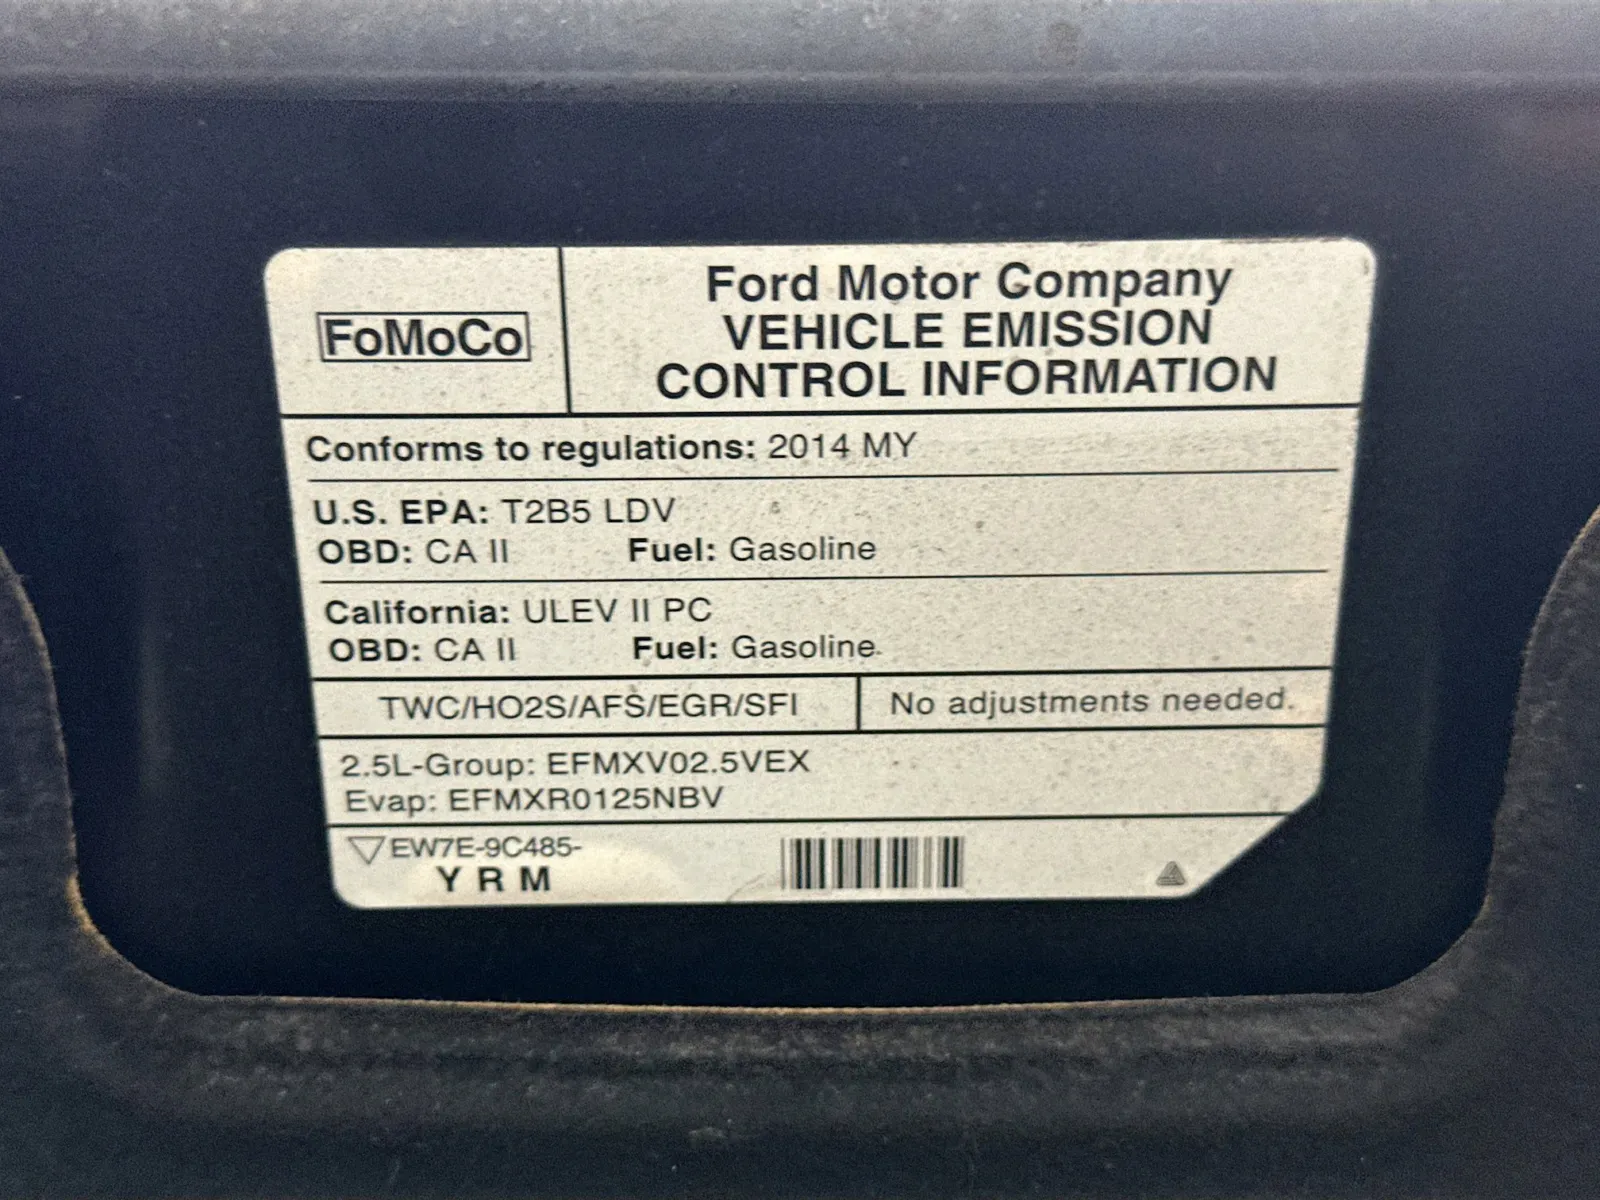 FoMoCo
Ford Motor Company
VEHICLE EMISSION
CONTROL INFORMATION
Conforms to regulations: 2014 MY
U.S. EPA: T2B5 LDV
OBD: CA II Fuel: Gasoline
California: ULEV II PC
OBD: CA II Fuel: Gasoline
TWC/HO2S/AFS/EGR/SFI No adjustments needed.
2.5L-Group: EFMXV02.5VEX
Evap: EFMXR0125NBV
EW7E-9C485-
Y R M